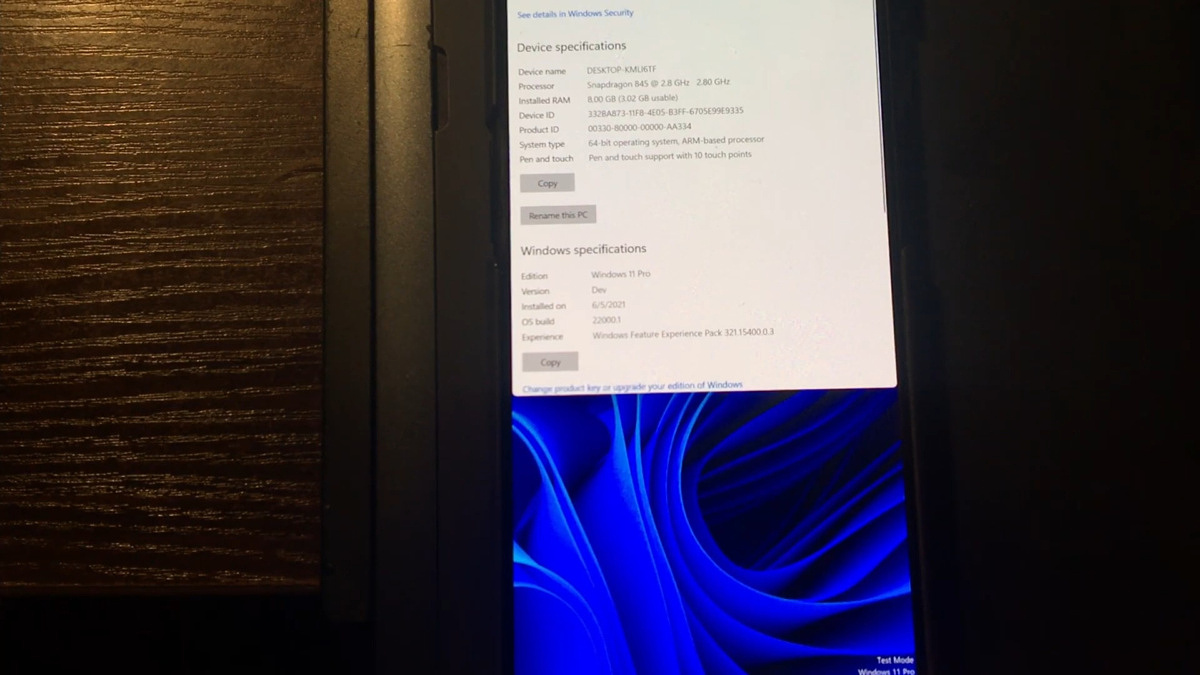 See details in Windows Security
Device specifications
Device name DESKTOP-KMLI6TF
Processor Snapdragon 845 @ 2.8 GHz 2.80 GHz
Installed RAM 8.00 GB (3.02 GB usable)
Device ID 332BA873-11F8-4E05-B3FF-6705E99E9335
Product ID 00330-80000-00000-AA334
System type 64-bit operating system, ARM-based processor
Pen and touch Pen and touch support with 10 touch points
Copy
Rename this PC
Windows specifications
Edition Windows 11 Pro
Version Dev
Installed on 6/5/2021
OS build 22000.1
Experience Windows Feature Experience Pack 321.15400.0.3
Copy
Change product key or upgrade your edition of Windows
Test Mode
Windows 11 Pro